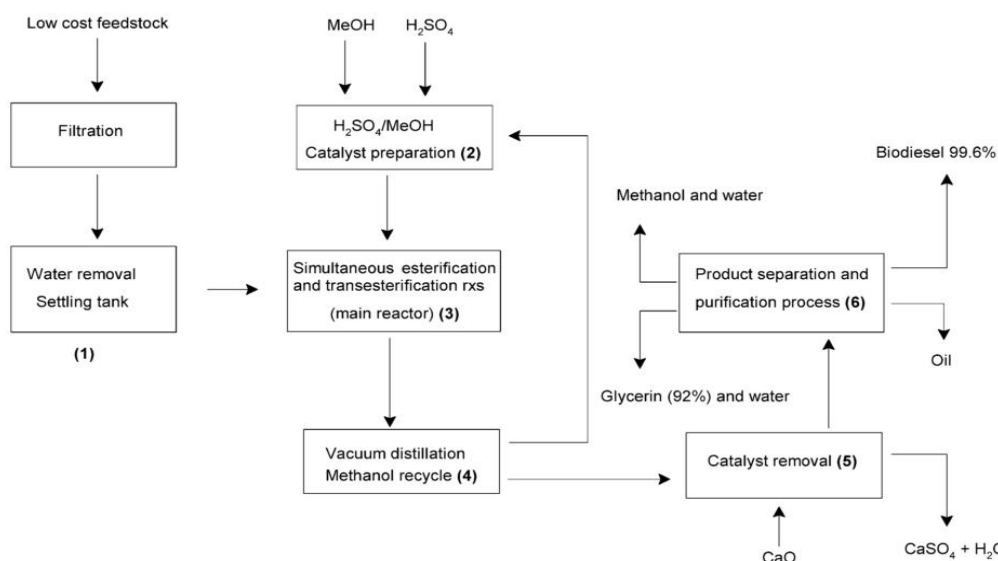 Low cost feedstock
MeOH
H₂SO₄
Filtration
H₂SO₄/MeOH
Catalyst preparation (2)
Biodiesel 99.6%
Methanol and water
Water removal
Settling tank
(1)
Simultaneous esterification
and transesterification rxs
(main reactor) (3)
Product separation and
purification process (6)
Oil
Glycerin (92%) and water
Vacuum distillation
Methanol recycle (4)
Catalyst removal (5)
CaO
CaSO₄ + H₂O